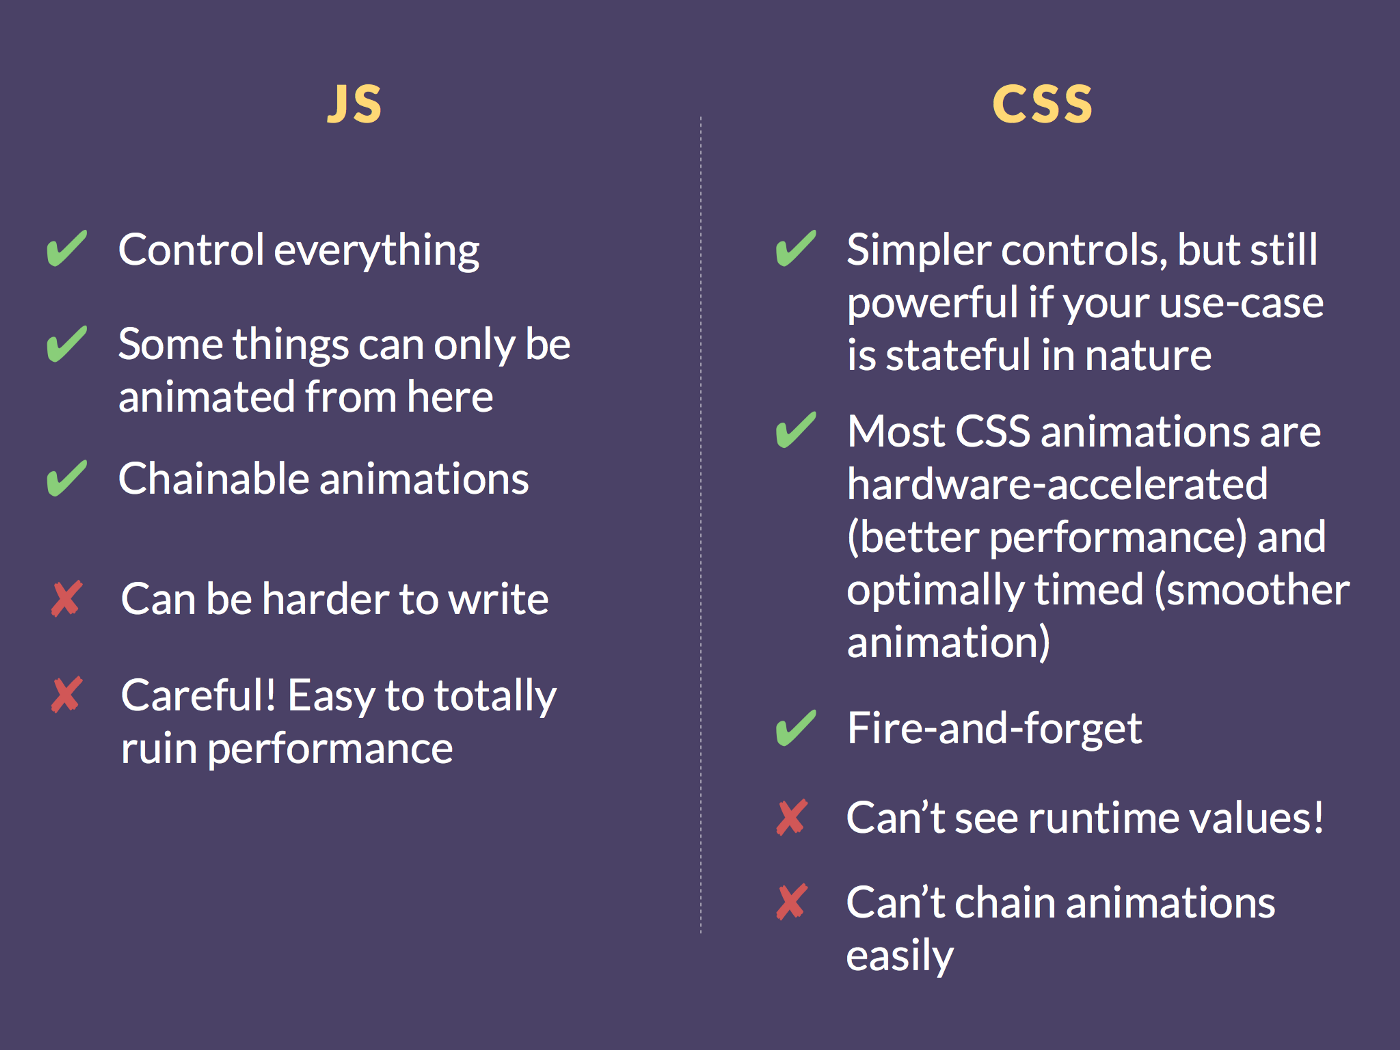 JS
✔ Control everything
✔ Some things can only be
animated from here
✔ Chainable animations
✘ Can be harder to write
✘ Careful! Easy to totally
ruin performance
CSS
✔ Simpler controls, but still
powerful if your use-case
is stateful in nature
✔ Most CSS animations are
hardware-accelerated
(better performance) and
optimally timed (smoother
animation)
✔ Fire-and-forget
✘ Can’t see runtime values!
✘ Can’t chain animations
easily